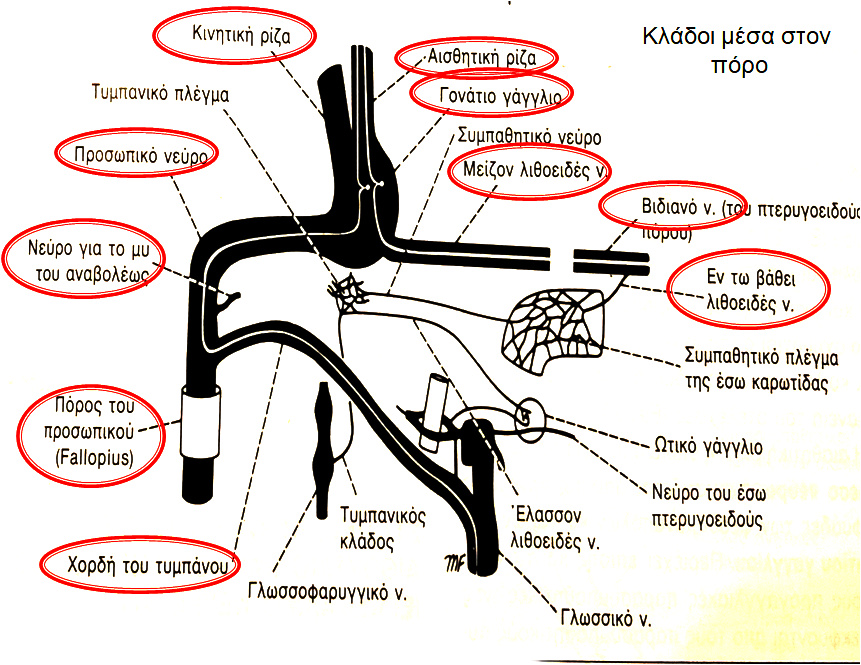 Κλάδοι μέσα στον
πόρο
Κινητική ρίζα
Αισθητική ρίζα
Τυμπανικό πλέγμα
Γονάτιο γάγγλιο
Συμπαθητικό νεύρο
Προσωπικό νεύρο
Μείζον λιθοειδές ν.
Βιδιανό ν. (του πτερυγοειδούς
πόρου)
Νεύρο για το μυ
του αναβολέως
Εν τω βάθει
λιθοειδές ν.
Συμπαθητικό πλέγμα
της έσω καρωτίδας
Πόρος του
προσωπικού
(Fallopius)
Ωτικό γάγγλιο
Νεύρο του έσω
πτερυγοειδούς
Τυμπανικός
κλάδος
Έλασσον
λιθοειδές ν.
Χορδή του τυμπάνου
Γλωσσοφαρυγγικό ν.
Γλωσσικό ν.